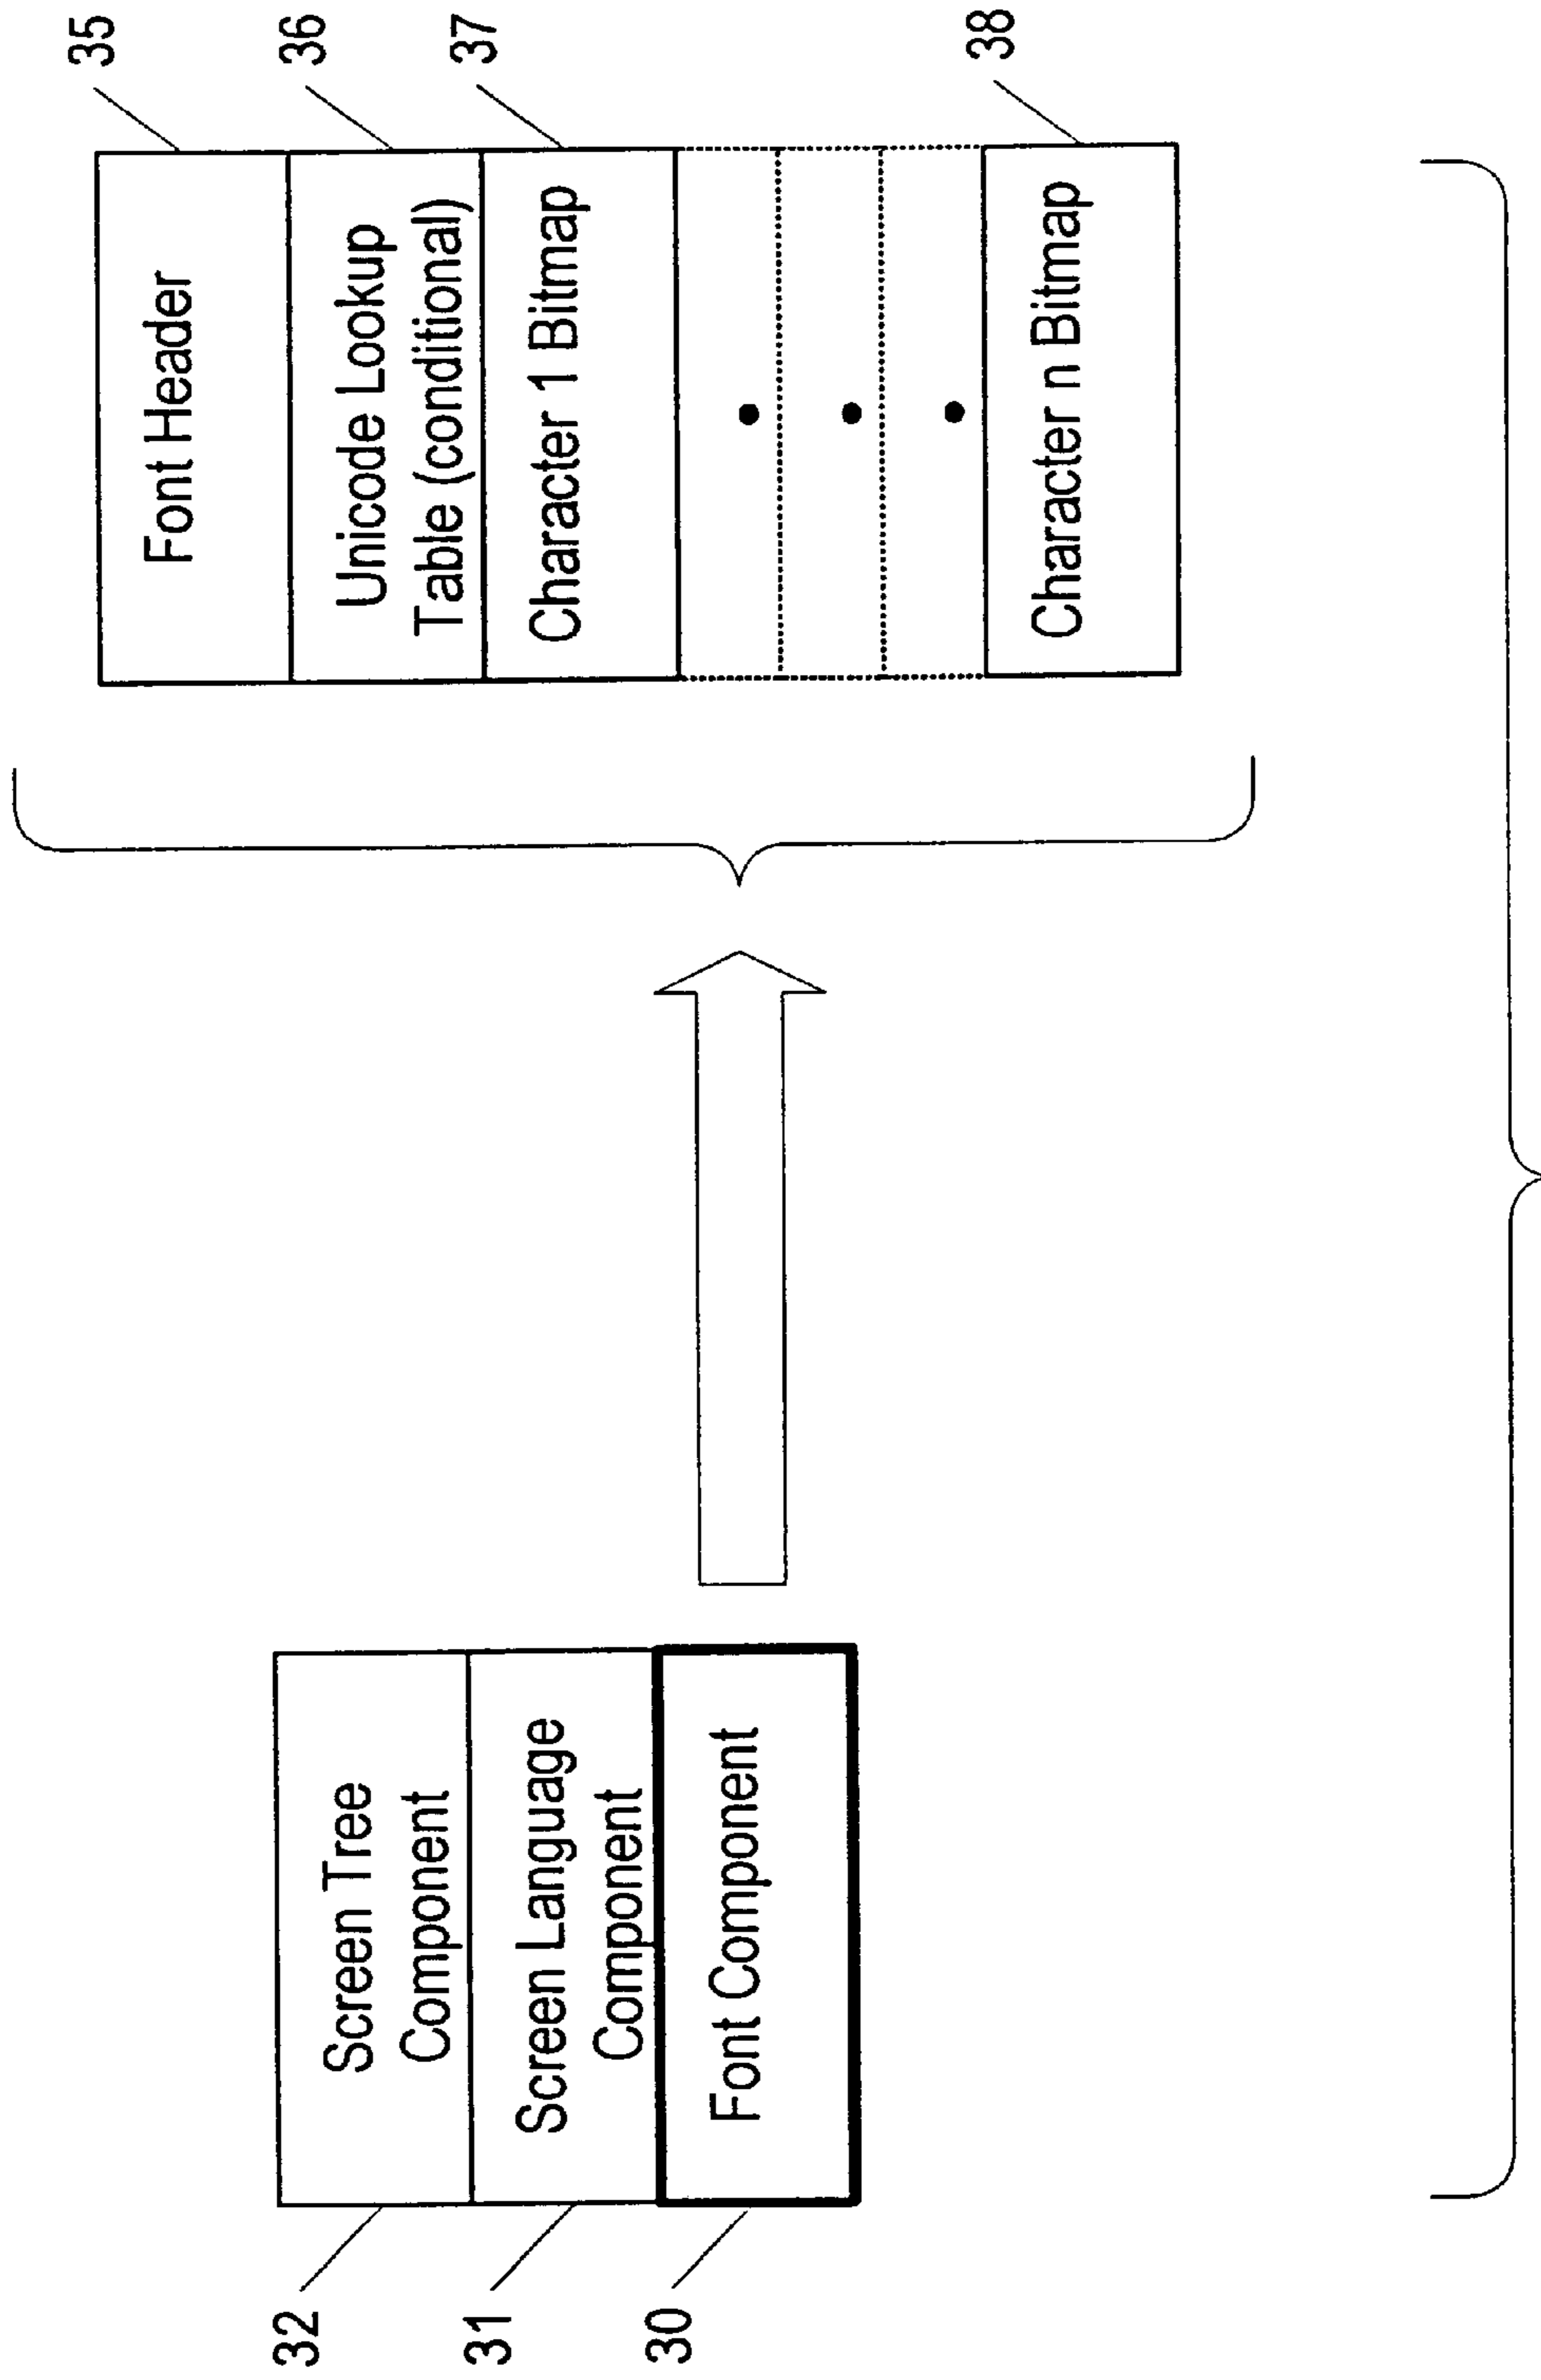 32
Screen Tree
Component
31
Screen Language
Component
30
Font Component
Font Header
35
Unicode Lookup
Table (conditional)
36
Character 1 Bitmap
37
Character n Bitmap
38